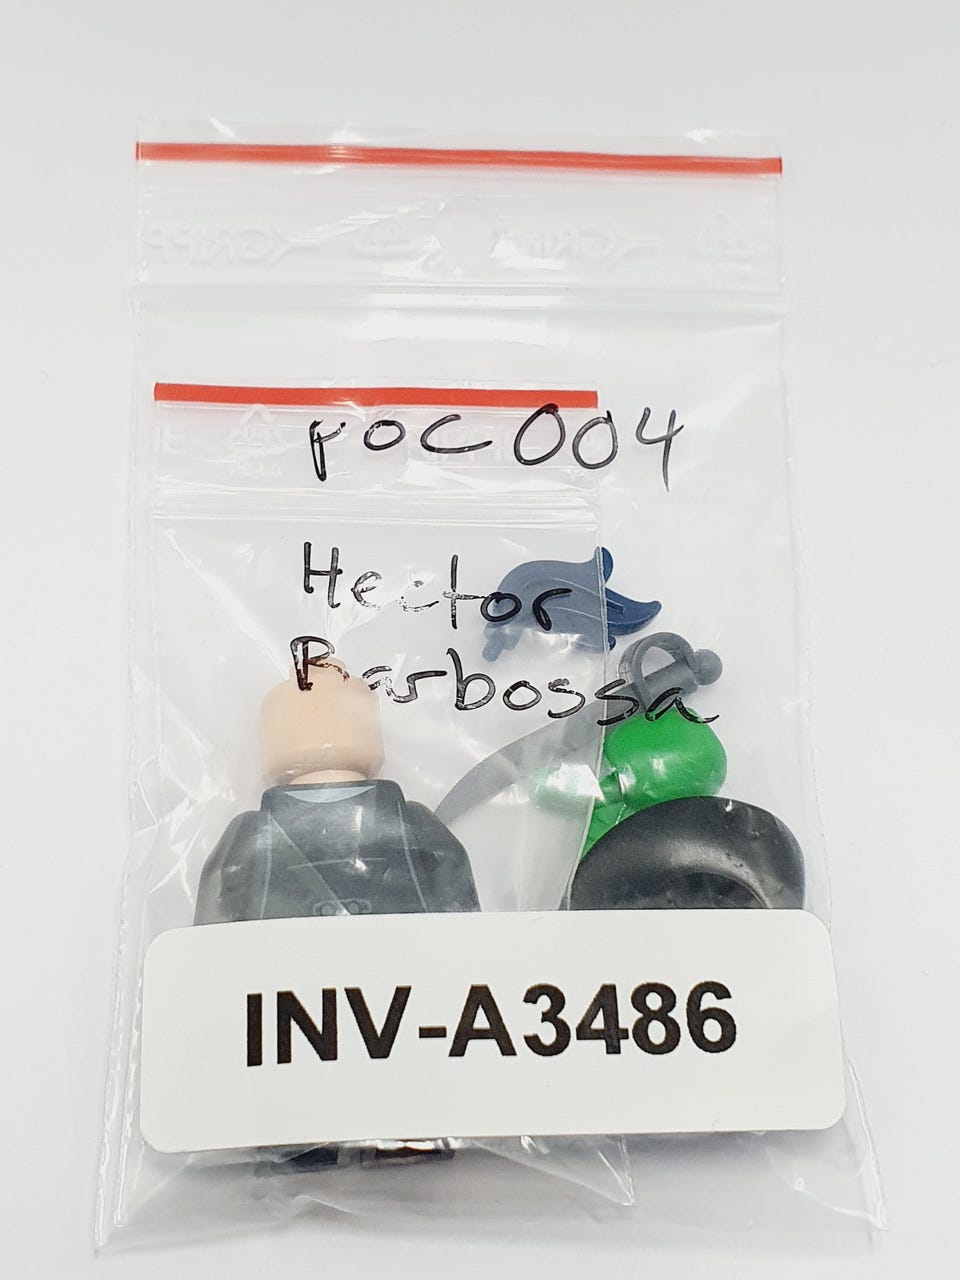 poc004
Hector
Barbossa
INV-A3486